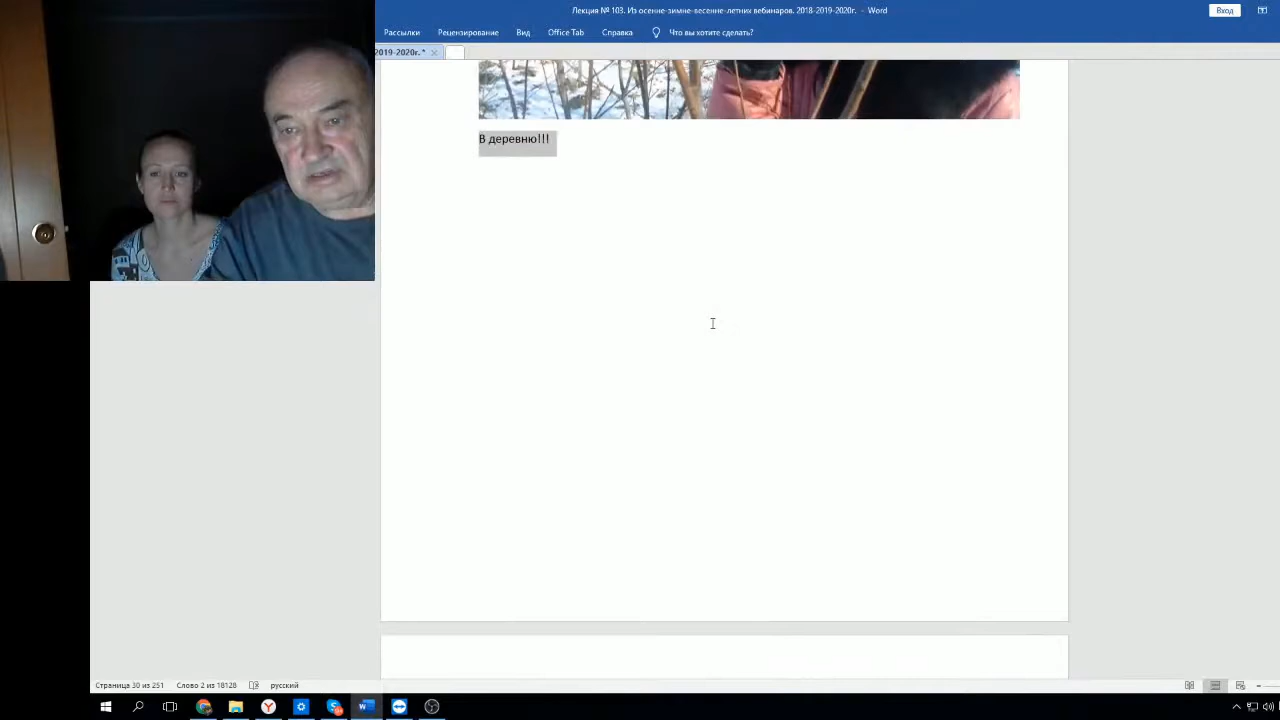 Лекция № 103. Из осенне-зимне-весенне-летних вебинаров. 2018-2019-2020г. - Word
Вход
Рассылки Рецензирование Вид Office Tab Справка Что вы хотите сделать?
2019-2020г. *
В деревню!!!
Страница 30 из 251 Слово 2 из 18128 русский